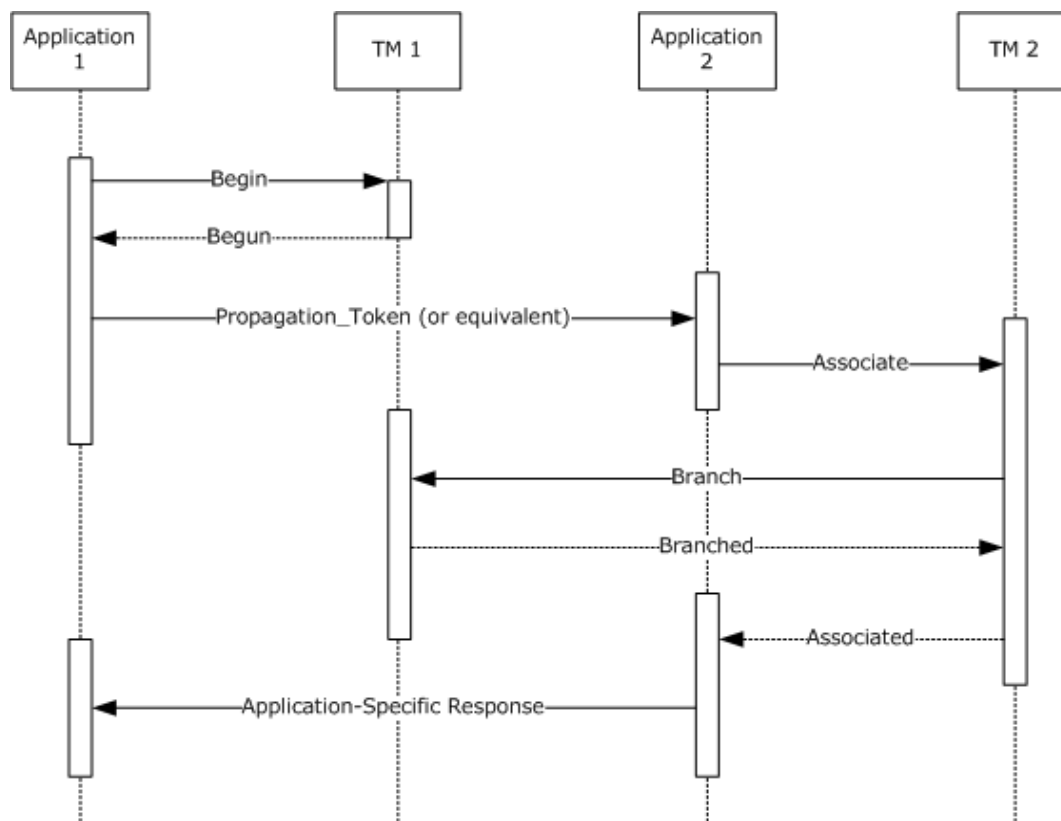 Application
1
TM 1
Application
2
TM 2
Begin
Begun
Propagation_Token (or equivalent)
Associate
Branch
Branched
Associated
Application-Specific Response